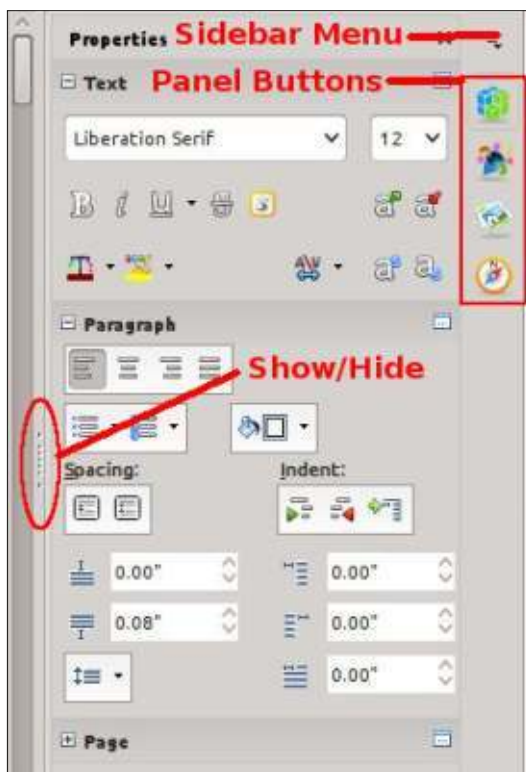 Properties Sidebar Menu
Text Panel Buttons
Liberation Serif 12
Paragraph
Show/Hide
Spacing: Indent:
0.00" 0.00"
0.08" 0.00"
0.00"
Page